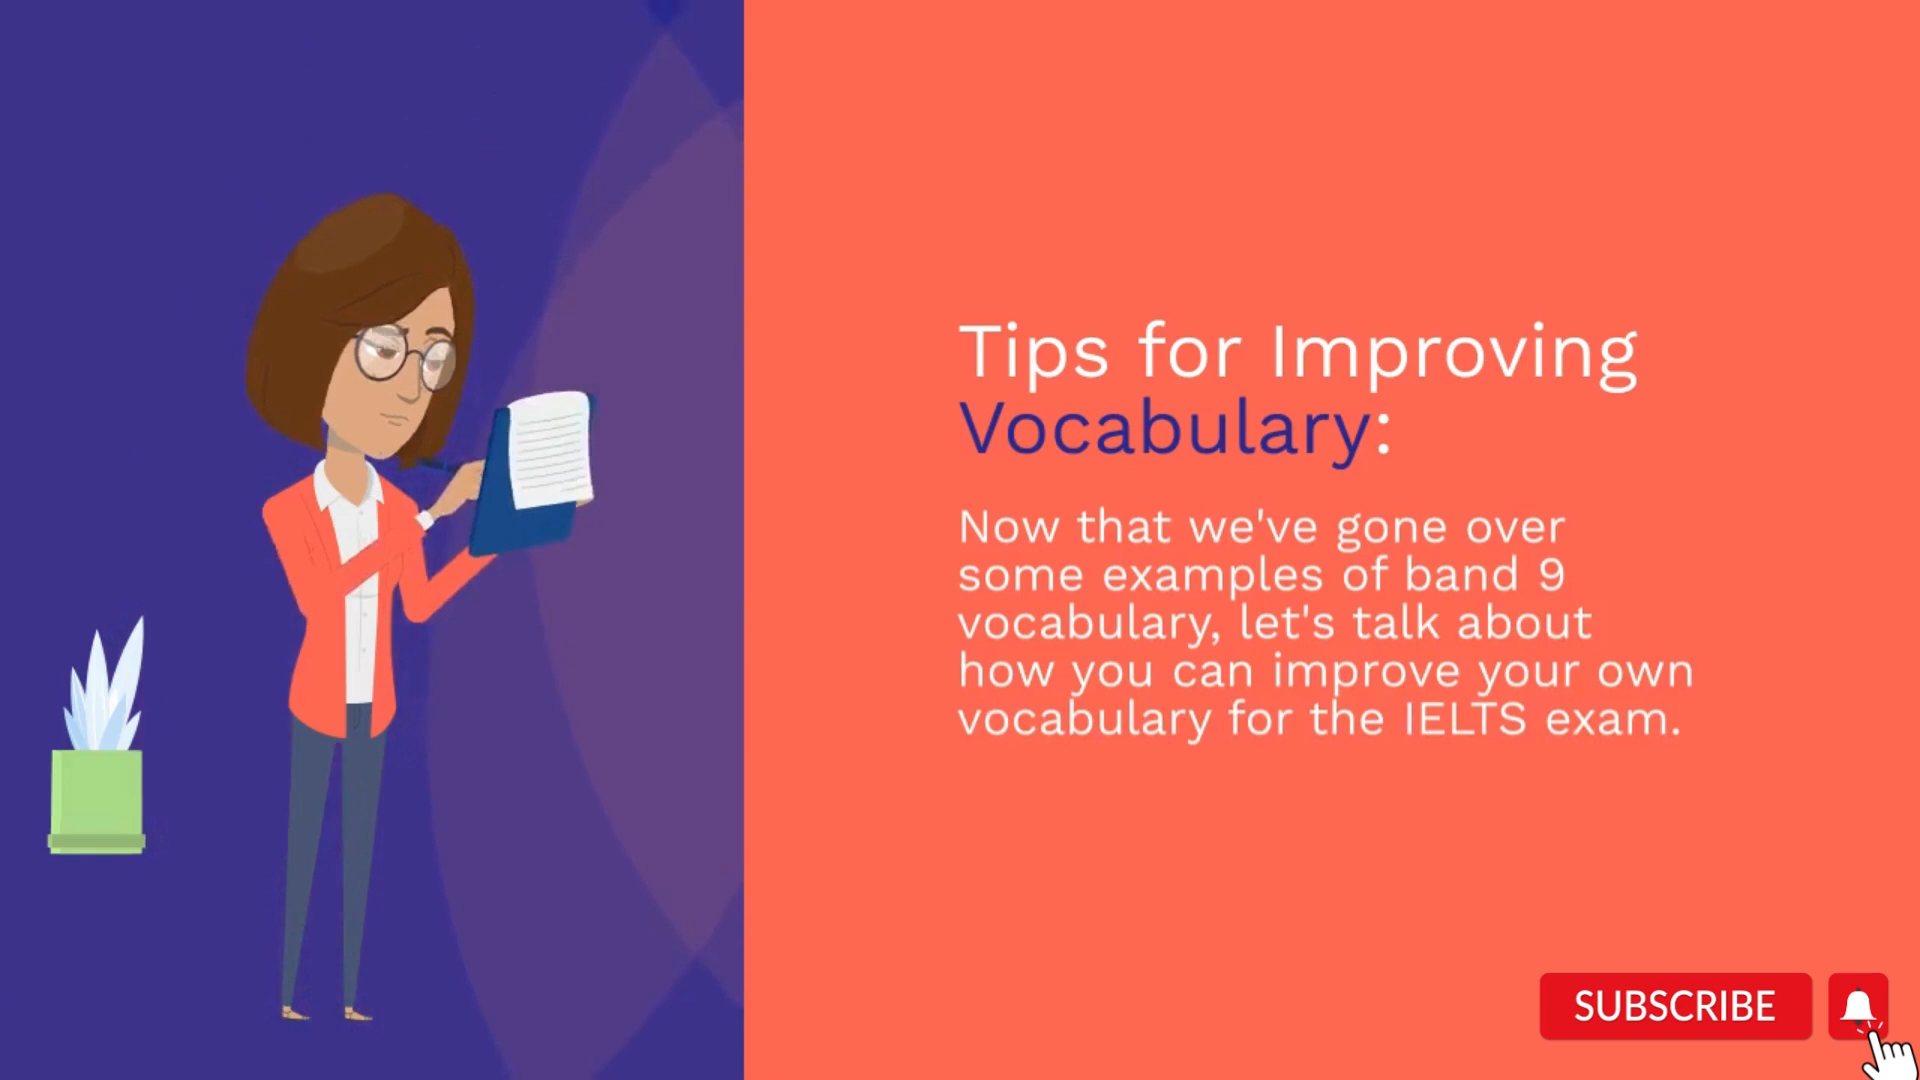 Tips for Improving
Vocabulary:
Now that we've gone over
some examples of band 9
vocabulary, let's talk about
how you can improve your own
vocabulary for the IELTS exam.
SUBSCRIBE